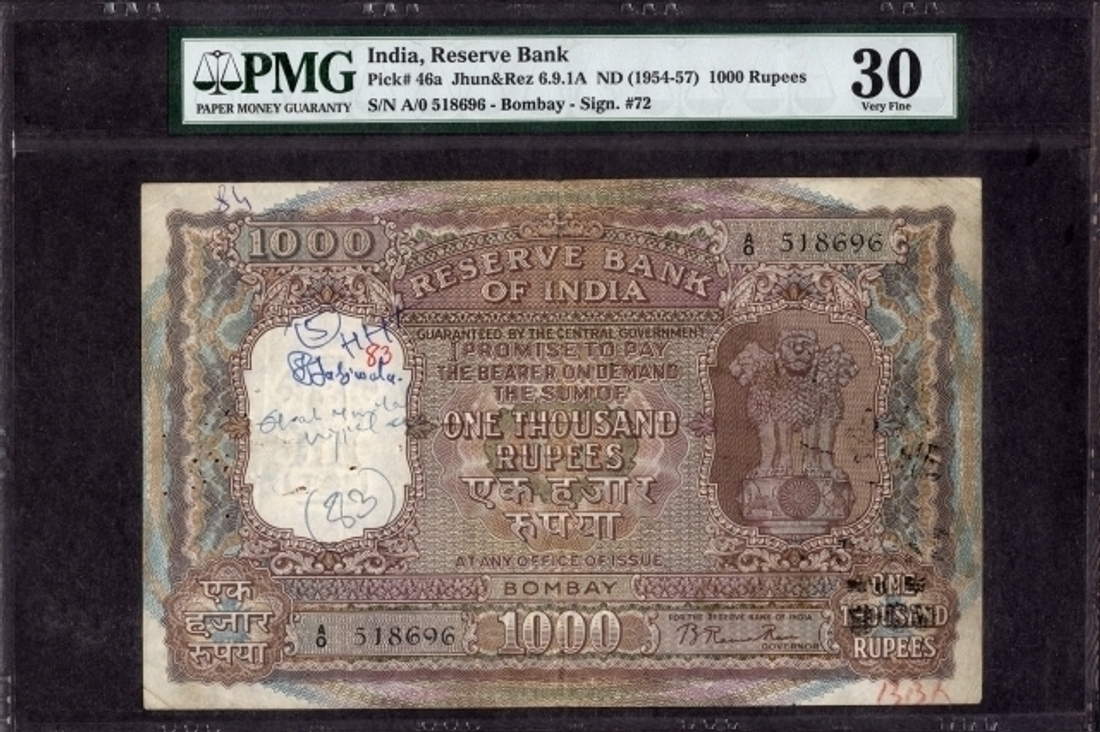 PMG
PAPER MONEY GUARANTY
India, Reserve Bank
Pick# 46a Jhun&Rez 6.9.1A ND (1954-57) 1000 Rupees
S/N A/0 518696 - Bombay - Sign. #72
30
Very Fine
84
1000
A/0 518696
RESERVE BANK
OF INDIA
GUARANTEED BY THE CENTRAL GOVERNMENT
I PROMISE TO PAY
THE BEARER ON DEMAND
THE SUM OF
ONE THOUSAND
RUPEES
एक हज़ार
रुपया
AT ANY OFFICE OF ISSUE
BOMBAY
5
HH
83
(83)
एक
हज़ार
रुपया
A/0 518696
1000
FOR THE RESERVE BANK OF INDIA
GOVERNOR
ONE
THOUSAND
RUPEES